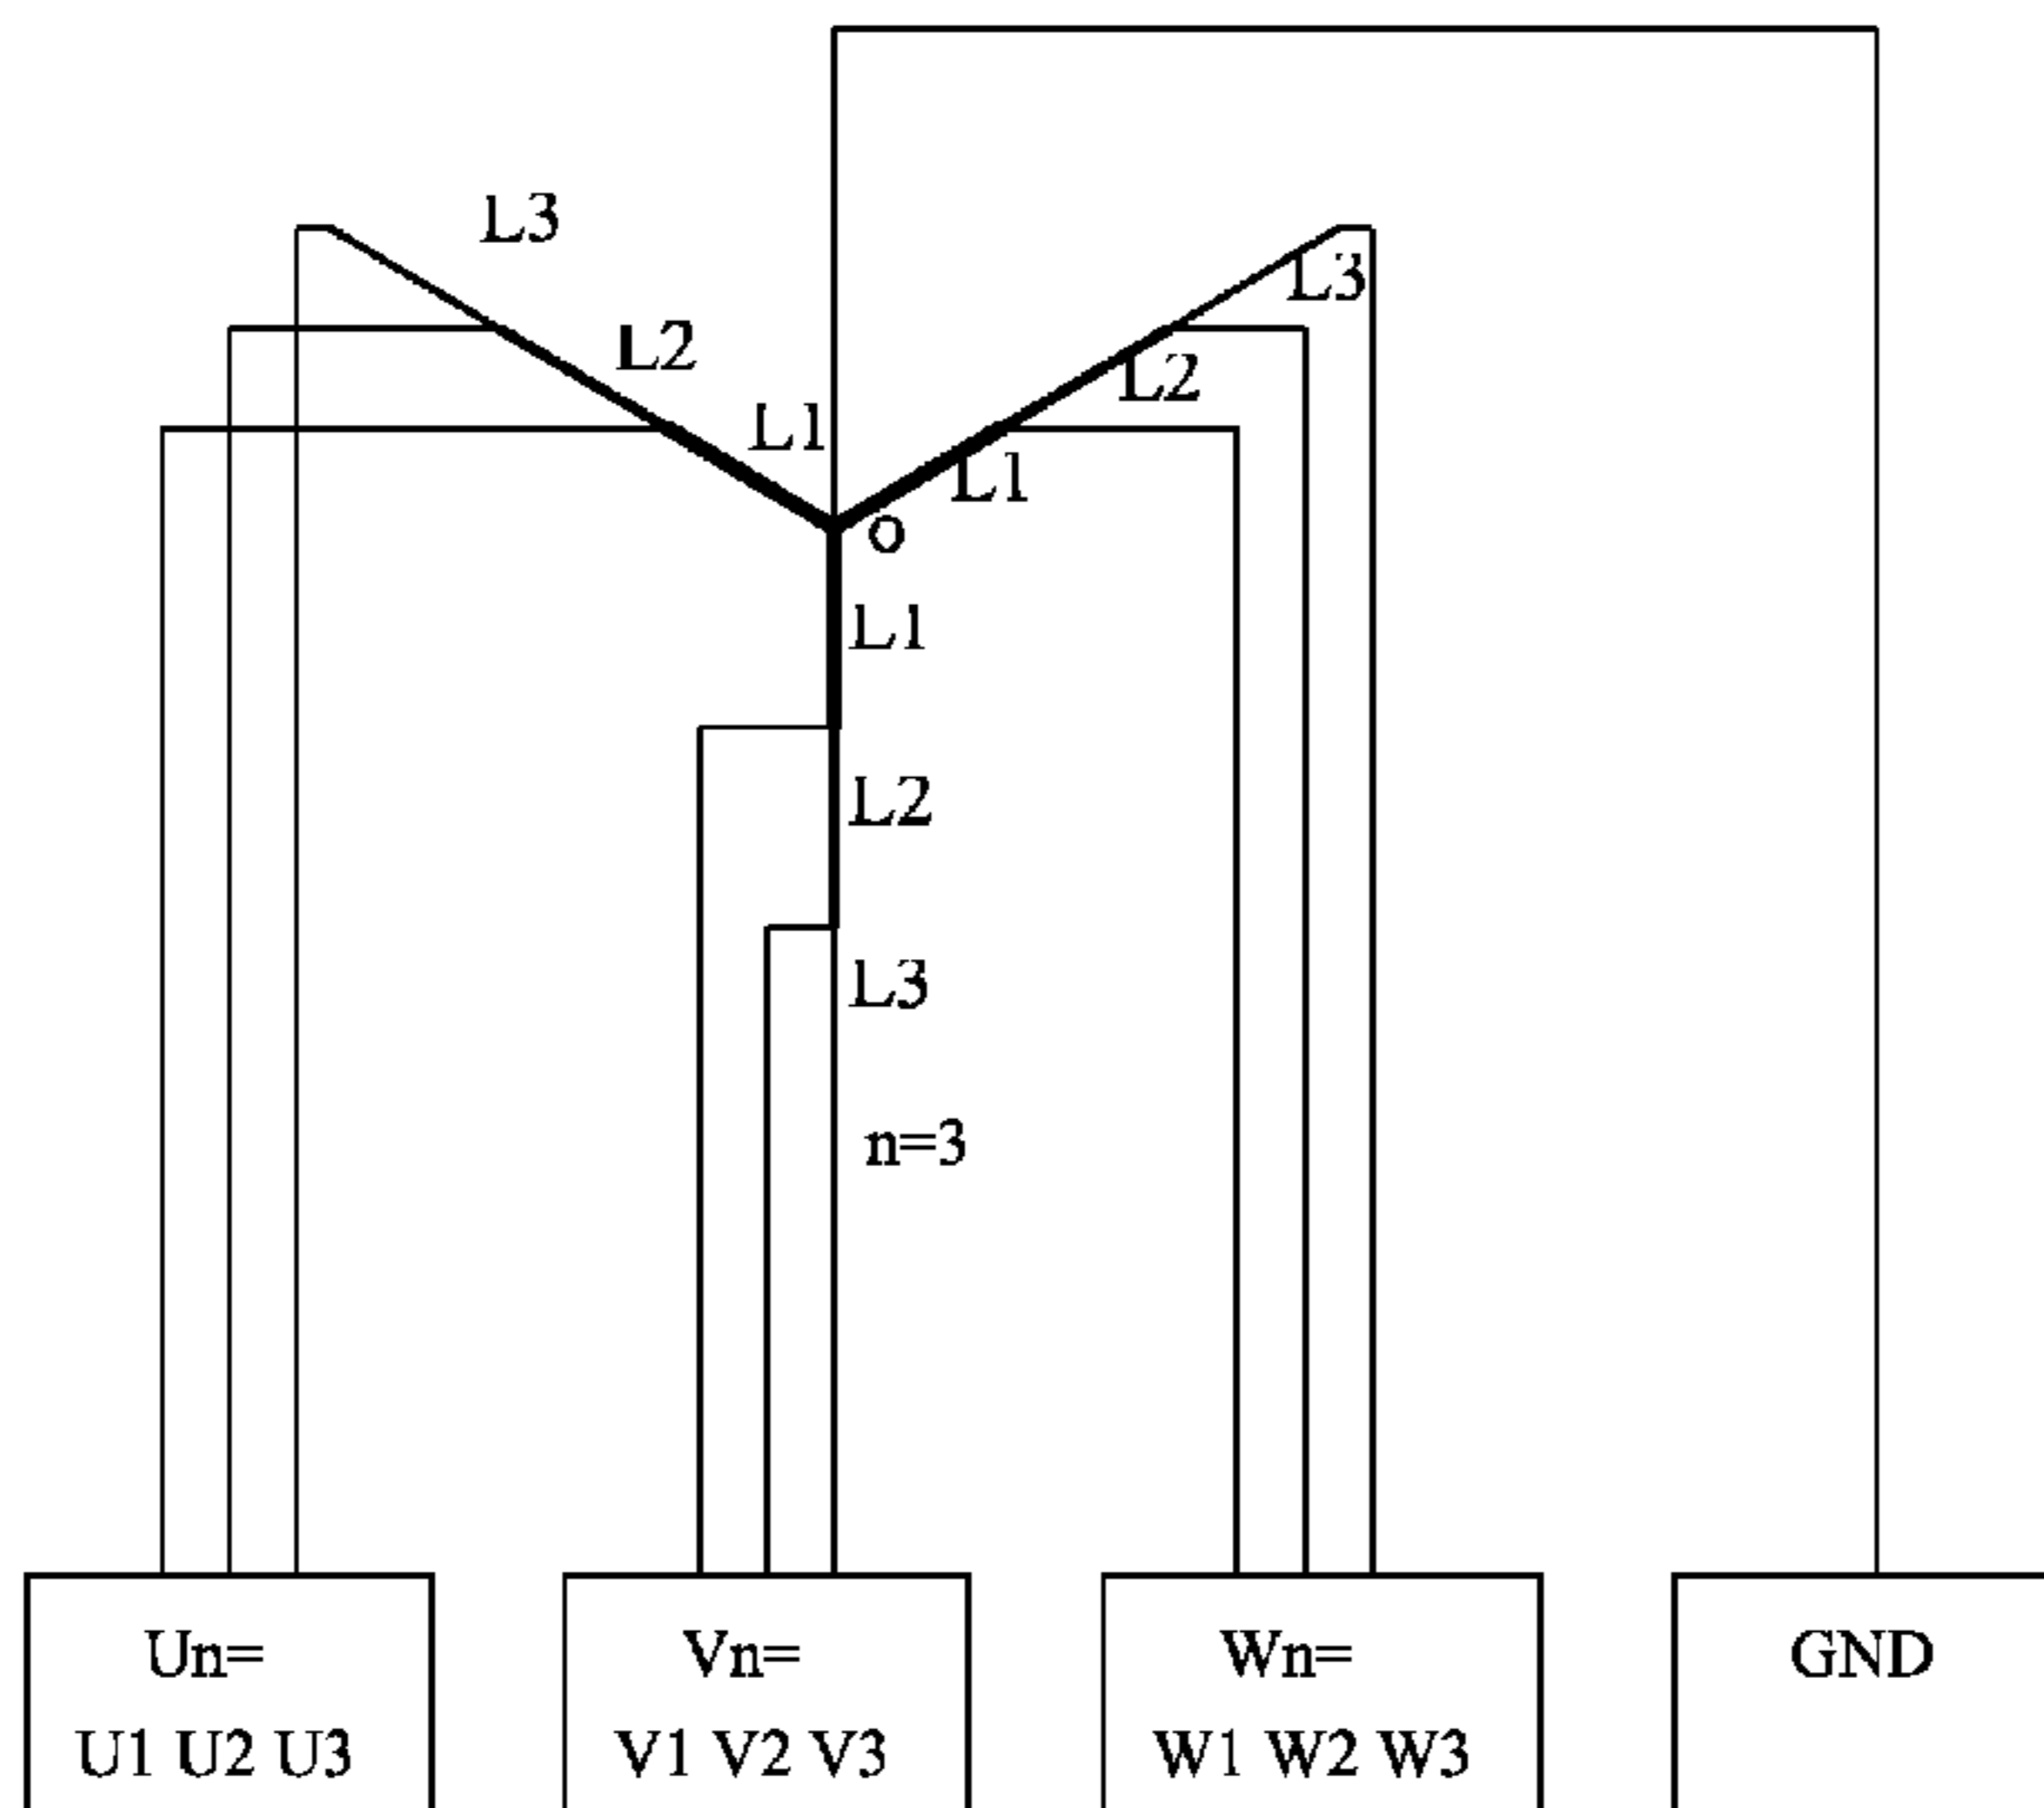 L3
L3
L2
L2
L1
L1
o
L1
L2
L3
n=3
Un=
U1 U2 U3
Vn=
V1 V2 V3
Wn=
W1 W2 W3
GND